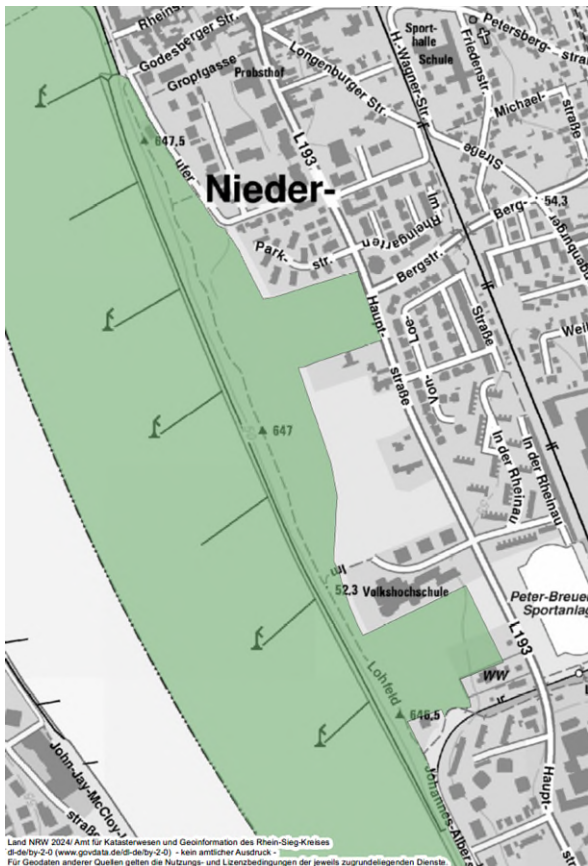 Rheinstr.
Godesberger Str.
Gropfgasse
Probsthof
Longenburger Str.
Sport-
halle
Schule
H.-Wagner-Str.
Petersberg-
straße
Friedenstr.
Michael-
straße
Straße
647,5
ufer
L193
Nieder-
Im
Rheingarten
Park-
str.
Berg-
54,3
Bergstr.
Haupt-
straße
Loe-
Von-
Straße
Weil
647
In der Rheinau
In der Rheinau
Im
52,3
Volkshochschule
Peter-Breuer
Sportanlag
L193
WW
Lohfeld
646,5
Johannes-Albers
Haupt-
John-Jay-McCloy-
straße
Land NRW 2024/ Amt für Katasterwesen und Geoinformation des Rhein-Sieg-Kreises
dl-de/by-2-0 (www.govdata.de/dl-de/by-2-0) - kein amtlicher Ausdruck -
Für Geodaten anderer Quellen gelten die Nutzungs- und Lizenzbedingungen der jeweils zugrundeliegenden Dienste.